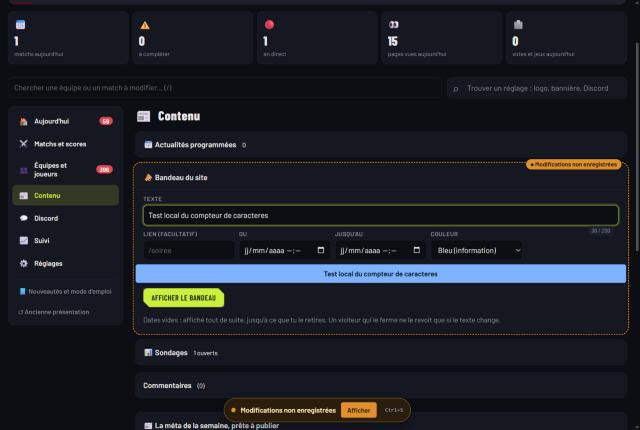 1
matchs aujourd'hui
0
à compléter
1
en direct
15
pages vues aujourd'hui
0
votes et jeux aujourd'hui
Chercher une équipe ou un match à modifier... (/)
Trouver un réglage : logo, bannière, Discord
Aujourd'hui 59
Matchs et scores
Équipes et joueurs 398
Contenu
Discord
Suivi
Réglages
Nouveautés et mode d'emploi
Ancienne présentation
Contenu
Actualités programmées 0
Modifications non enregistrées
Bandeau du site
TEXTE
Test local du compteur de caracteres
36 / 200
LIEN (FACULTATIF) DU JUSQU'AU COULEUR
/soiree jj/mm/aaaa --:-- jj/mm/aaaa --:-- Bleu (information)
Test local du compteur de caracteres
AFFICHER LE BANDEAU
Dates vides : affiché tout de suite, jusqu'à ce que tu le retires. Un visiteur qui le ferme ne le revoit que si le texte change.
Sondages 1 ouverts
Commentaires (0)
Modifications non enregistrées Afficher Ctrl+S
La méta de la semaine, prête à publier